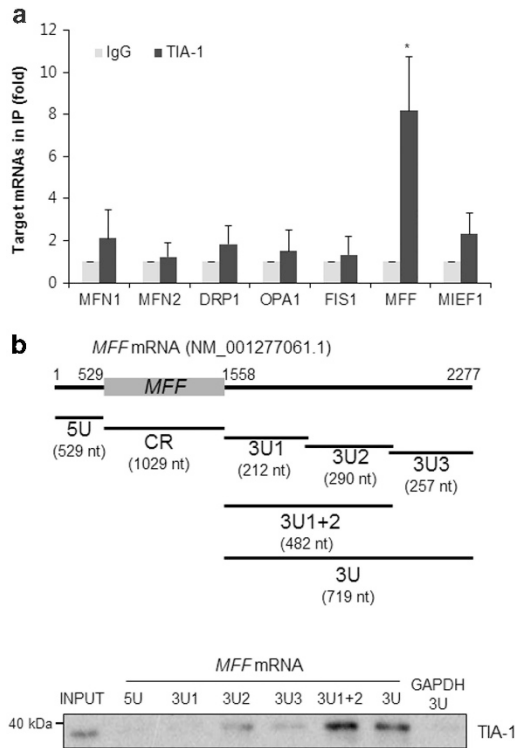 a
Target mRNAs in IP (fold)
12
10
8
6
4
2
0
IgG TIA-1
*
MFN1 MFN2 DRP1 OPA1 FIS1 MFF MIEF1
b
MFF mRNA (NM_001277061.1)
1 529 1558 2277
MFF
5U
(529 nt)
CR
(1029 nt)
3U1
(212 nt)
3U2
(290 nt)
3U3
(257 nt)
3U1+2
(482 nt)
3U
(719 nt)
MFF mRNA
INPUT 5U 3U1 3U2 3U3 3U1+2 3U GAPDH 3U
40 kDa
TIA-1